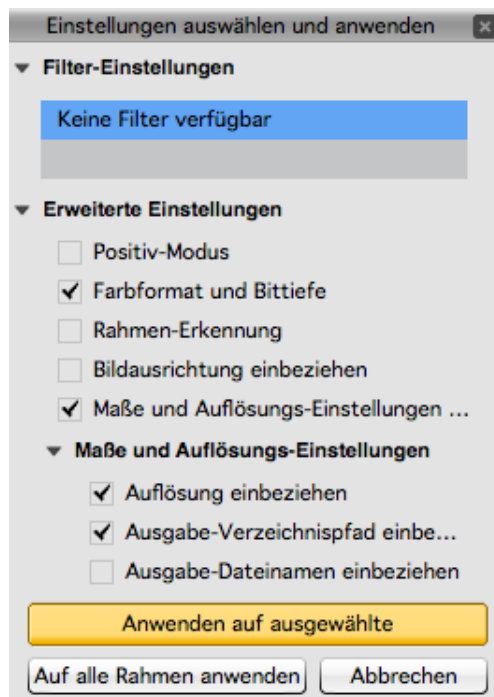 Einstellungen auswählen und anwenden
Filter-Einstellungen
Keine Filter verfügbar
Erweiterte Einstellungen
Positiv-Modus
Farbformat und Bittiefe
Rahmen-Erkennung
Bildausrichtung einbeziehen
Maße und Auflösungs-Einstellungen ...
Maße und Auflösungs-Einstellungen
Auflösung einbeziehen
Ausgabe-Verzeichnispfad einbe...
Ausgabe-Dateinamen einbeziehen
Anwenden auf ausgewählte
Auf alle Rahmen anwenden Abbrechen